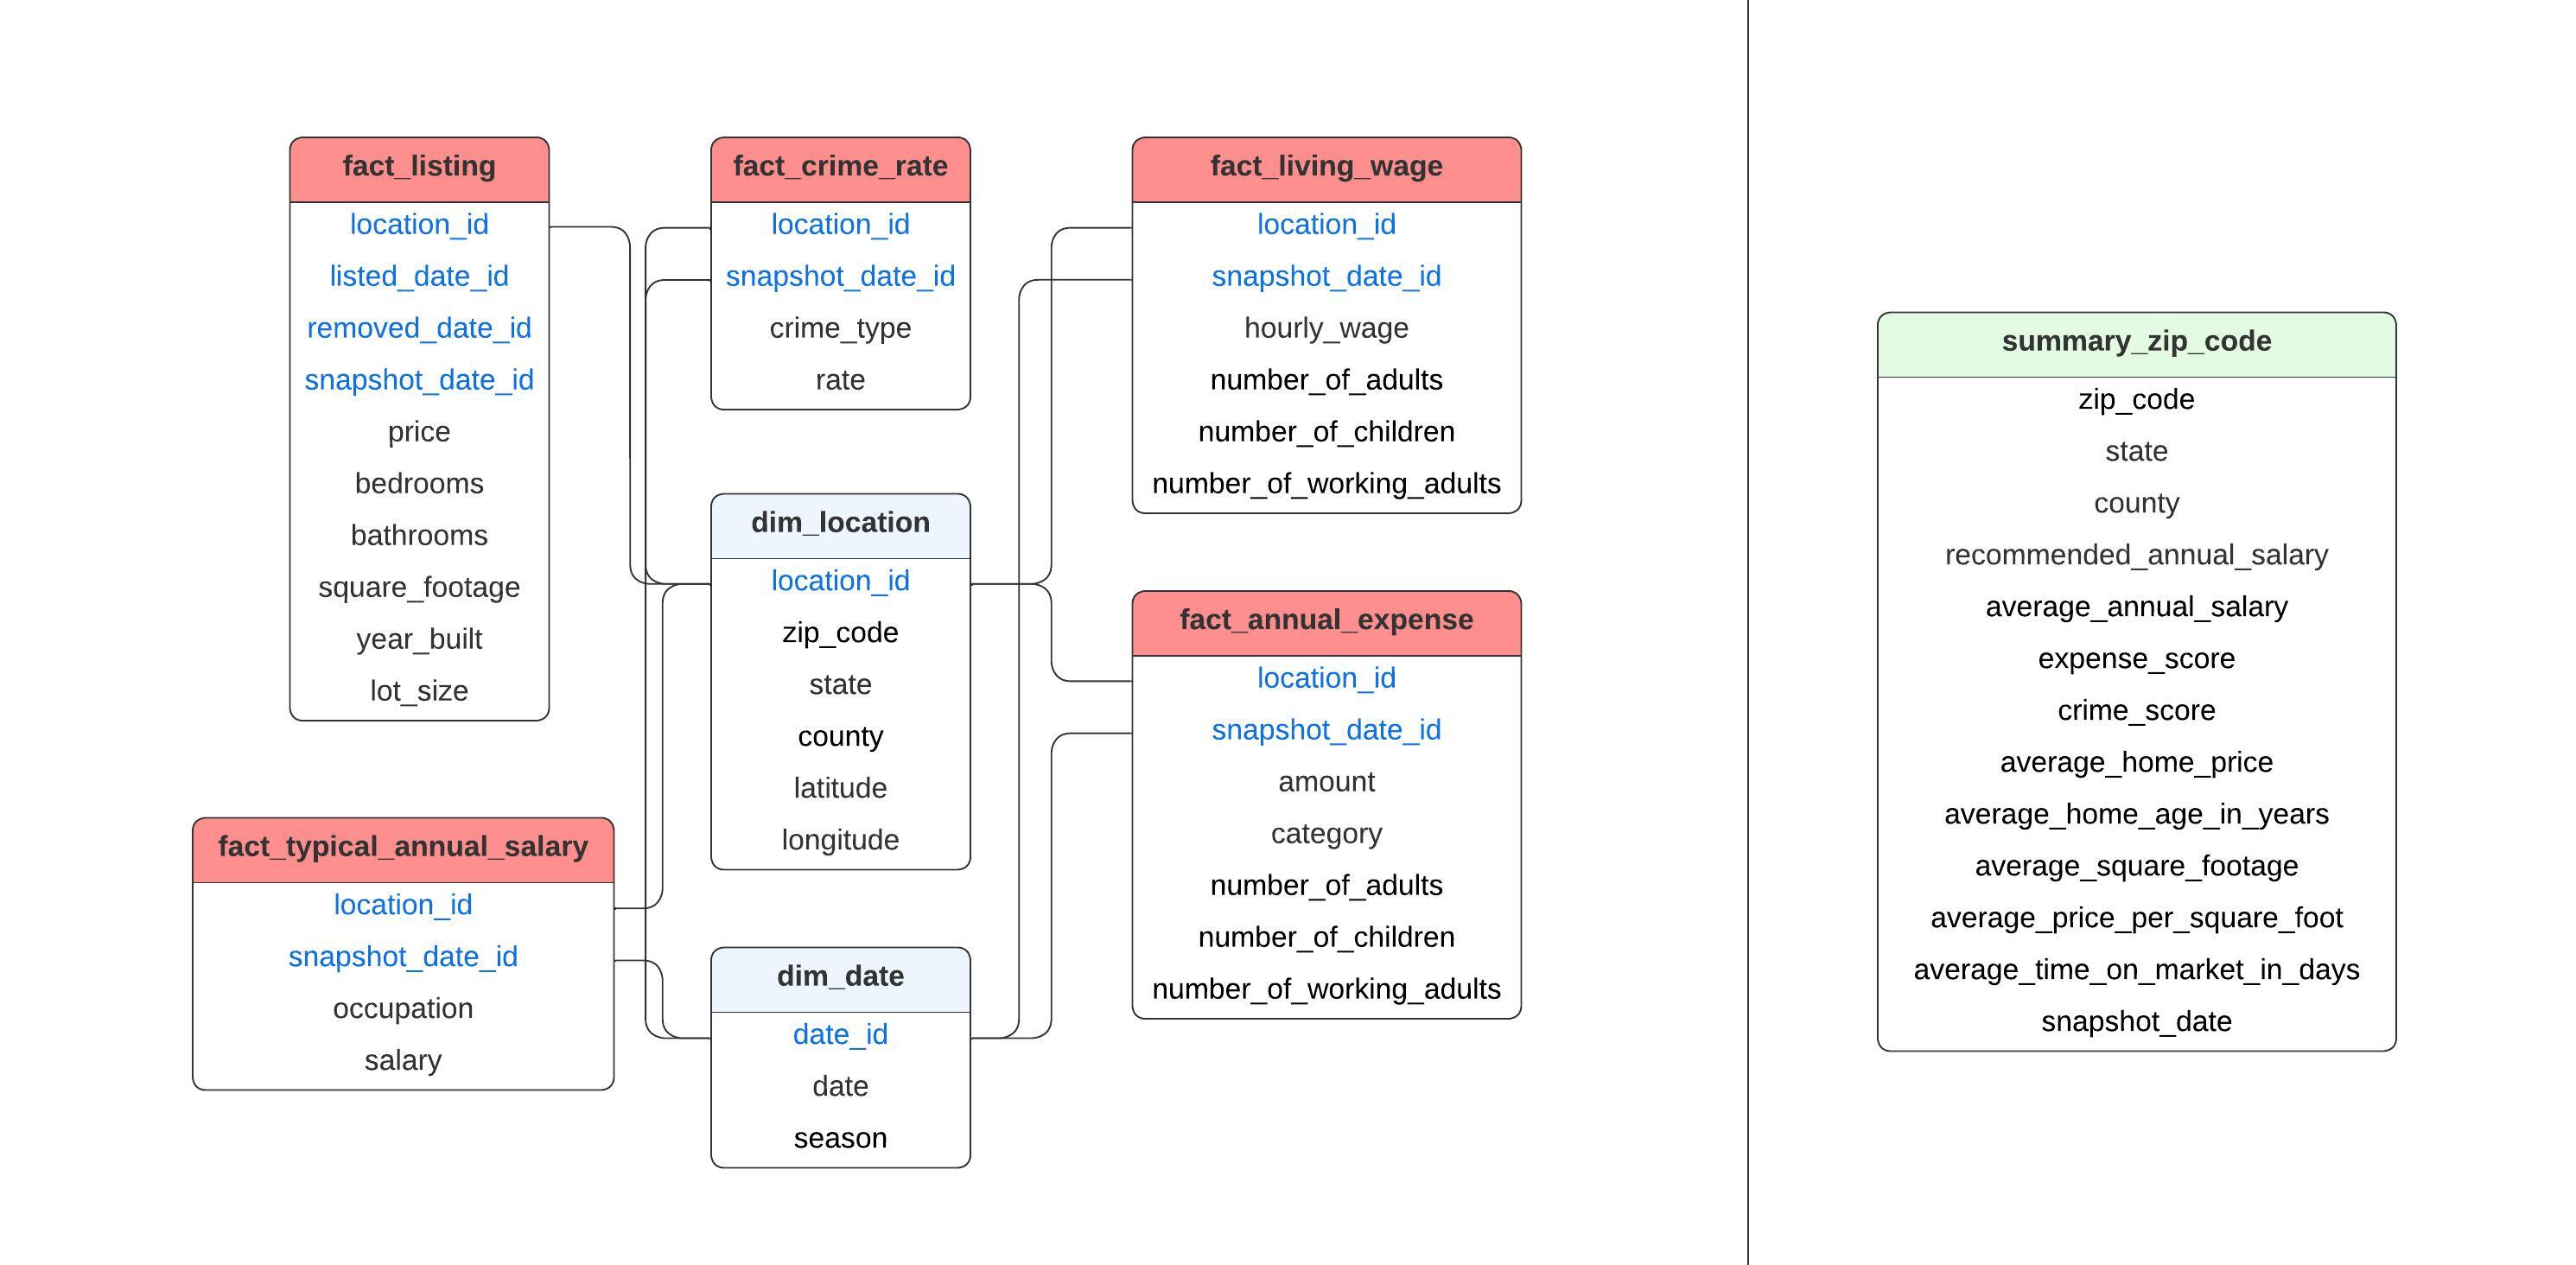 fact_listing
location_id
listed_date_id
removed_date_id
snapshot_date_id
price
bedrooms
bathrooms
square_footage
year_built
lot_size
fact_typical_annual_salary
location_id
snapshot_date_id
occupation
salary
fact_crime_rate
location_id
snapshot_date_id
crime_type
rate
dim_location
location_id
zip_code
state
county
latitude
longitude
dim_date
date_id
date
season
fact_living_wage
location_id
snapshot_date_id
hourly_wage
number_of_adults
number_of_children
number_of_working_adults
fact_annual_expense
location_id
snapshot_date_id
amount
category
number_of_adults
number_of_children
number_of_working_adults
summary_zip_code
zip_code
state
county
recommended_annual_salary
average_annual_salary
expense_score
crime_score
average_home_price
average_home_age_in_years
average_square_footage
average_price_per_square_foot
average_time_on_market_in_days
snapshot_date